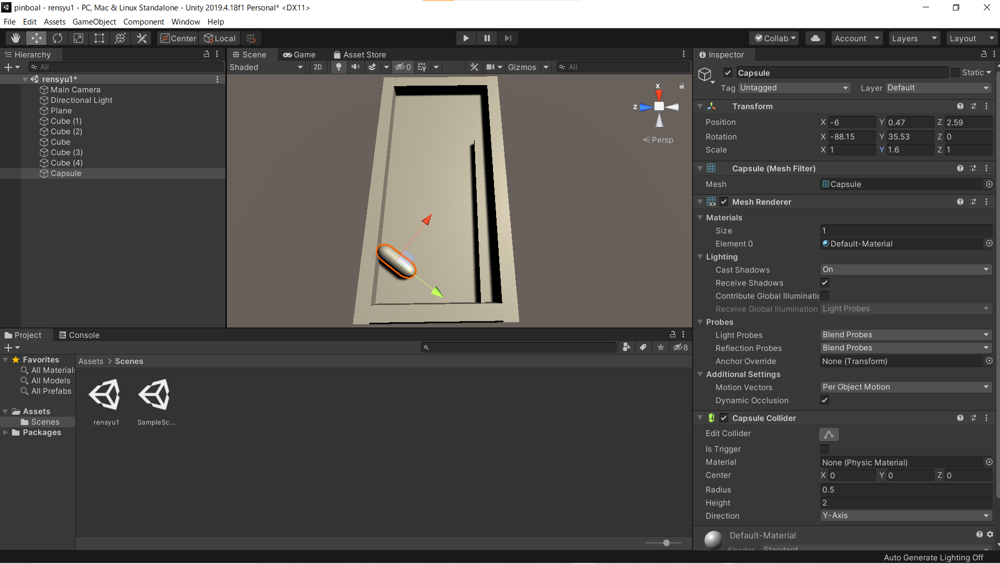 pinboal - rensyu1 - PC, Mac & Linux Standalone - Unity 2019.4.18f1 Personal* <DX11>
File Edit Assets GameObject Component Window Help
Center Local Collab Account Layers Layout
Hierarchy
All
rensyu1*
Main Camera
Directional Light
Plane
Cube (1)
Cube (2)
Cube
Cube (3)
Cube (4)
Capsule
Scene Game Asset Store
Shaded 2D 0 Gizmos All
x
z
Persp
Project Console
8
Favorites
All Materials
All Models
All Prefabs
Assets
Scenes
Packages
Assets > Scenes
rensyu1 SampleSc...
Inspector
Capsule Static
Tag Untagged Layer Default
Transform
Position X -6 Y 0.47 Z 2.59
Rotation X -88.15 Y 35.53 Z 0
Scale X 1 Y 1.6 Z 1
Capsule (Mesh Filter)
Mesh Capsule
Mesh Renderer
Materials
Size 1
Element 0 Default-Material
Lighting
Cast Shadows On
Receive Shadows
Contribute Global Illuminatio
Receive Global Illumination Light Probes
Probes
Light Probes Blend Probes
Reflection Probes Blend Probes
Anchor Override None (Transform)
Additional Settings
Motion Vectors Per Object Motion
Dynamic Occlusion
Capsule Collider
Edit Collider
Is Trigger
Material None (Physic Material)
Center X 0 Y 0 Z 0
Radius 0.5
Height 2
Direction Y-Axis
Default-Material
Shader Standard
Auto Generate Lighting Off